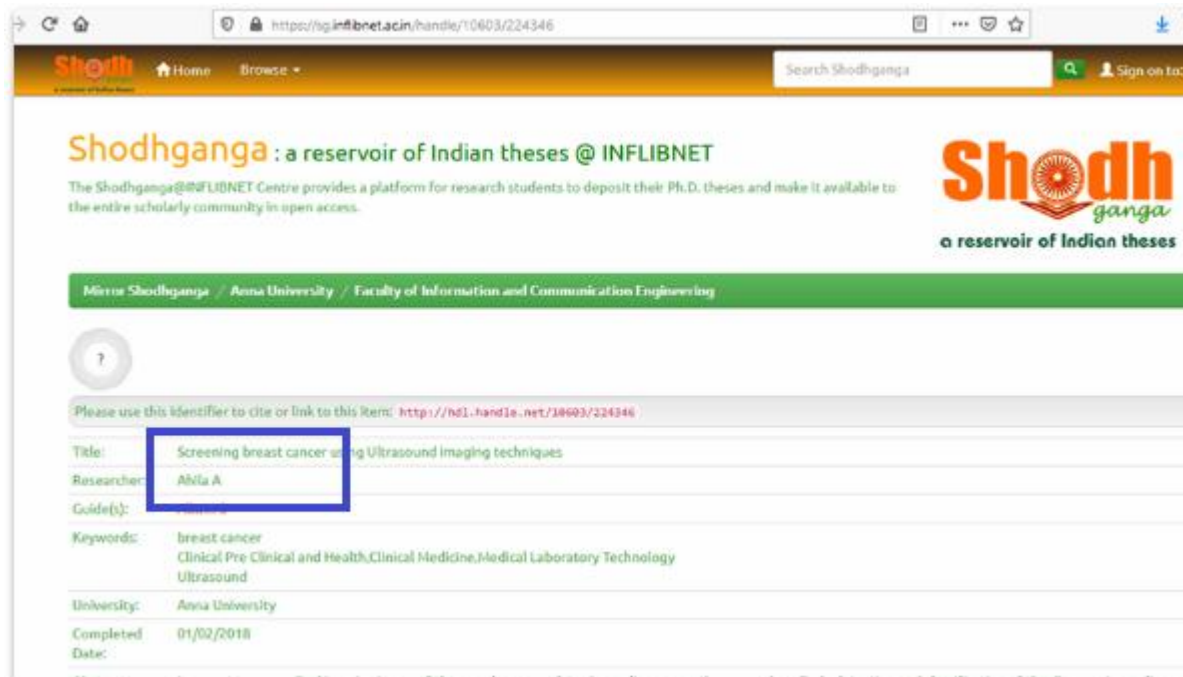 https://sg.inflibnet.ac.in/handle/10603/224346
Shodh
Home Browse
Search Shodhganga
Sign on to:
Shodhganga : a reservoir of Indian theses @ INFLIBNET
The Shodhganga@INFLIBNET Centre provides a platform for research students to deposit their Ph.D. theses and make it available to
the entire scholarly community in open access.
Shodh
ganga
a reservoir of Indian theses
Mirror Shodhganga / Anna University / Faculty of Information and Communication Engineering
?
Please use this identifier to cite or link to this item: http://hdl.handle.net/10603/224346
Title: Screening breast cancer using Ultrasound imaging techniques
Researcher: Ahila A
Guide(s):
Keywords: breast cancer
Clinical Pre Clinical and Health,Clinical Medicine,Medical Laboratory Technology
Ultrasound
University: Anna University
Completed 01/02/2018
Date: